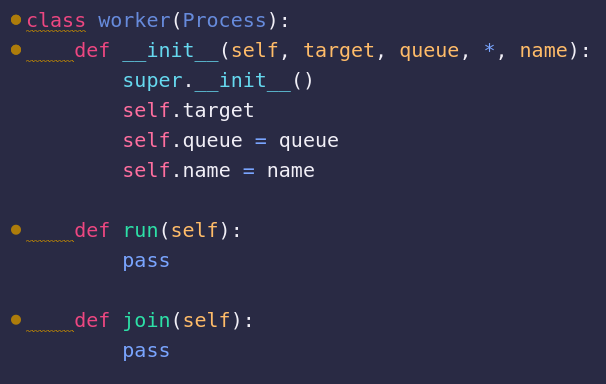 class worker(Process):
    def __init__(self, target, queue, *, name):
        super.__init__()
        self.target
        self.queue = queue
        self.name = name

    def run(self):
        pass

    def join(self):
        pass